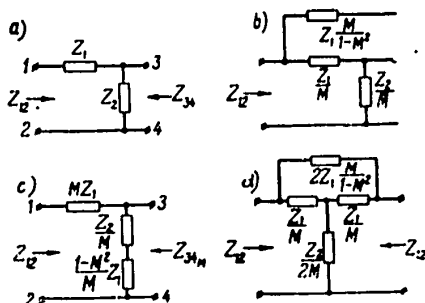 a)
1 Z₁ 3
Z₁₂ Z₂ Z₃₄
2 4
b)
Z₁ M/1-M²
Z₁/M
Z₁₂ Z₂/M
c)
1 MZ₁ 3
Z₂/M
Z₁₂ Z₃₄ₘ
1-M²/M Z₁
2 4
d)
2Z₁ M/1-M²
Z₁/M Z₁/M
Z₁₂ Z₂/2M Z₁₂